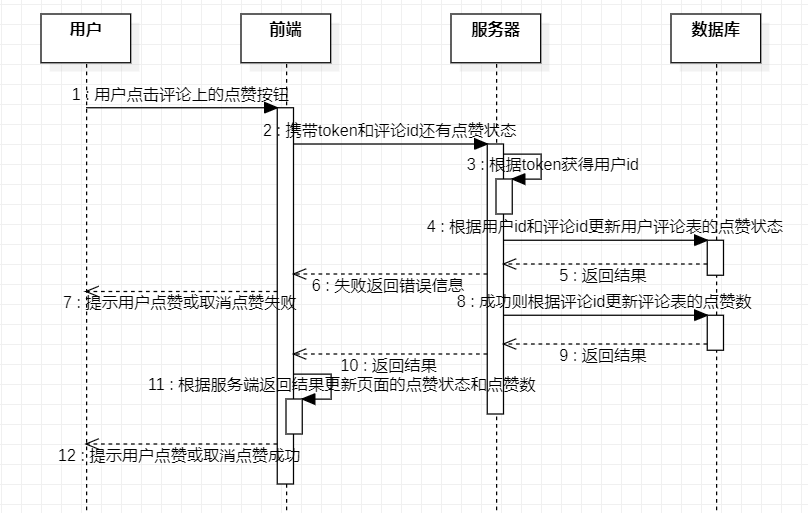 用户
前端
服务器
数据库
1 : 用户点击评论上的点赞按钮
2 : 携带token和评论id还有点赞状态
3 : 根据token获得用户id
4 : 根据用户id和评论id更新用户评论表的点赞状态
5 : 返回结果
6 : 失败返回错误信息
7 : 提示用户点赞或取消点赞失败
8 : 成功则根据评论id更新评论表的点赞数
9 : 返回结果
10 : 返回结果
11 : 根据服务端返回结果更新页面的点赞状态和点赞数
12 : 提示用户点赞或取消点赞成功